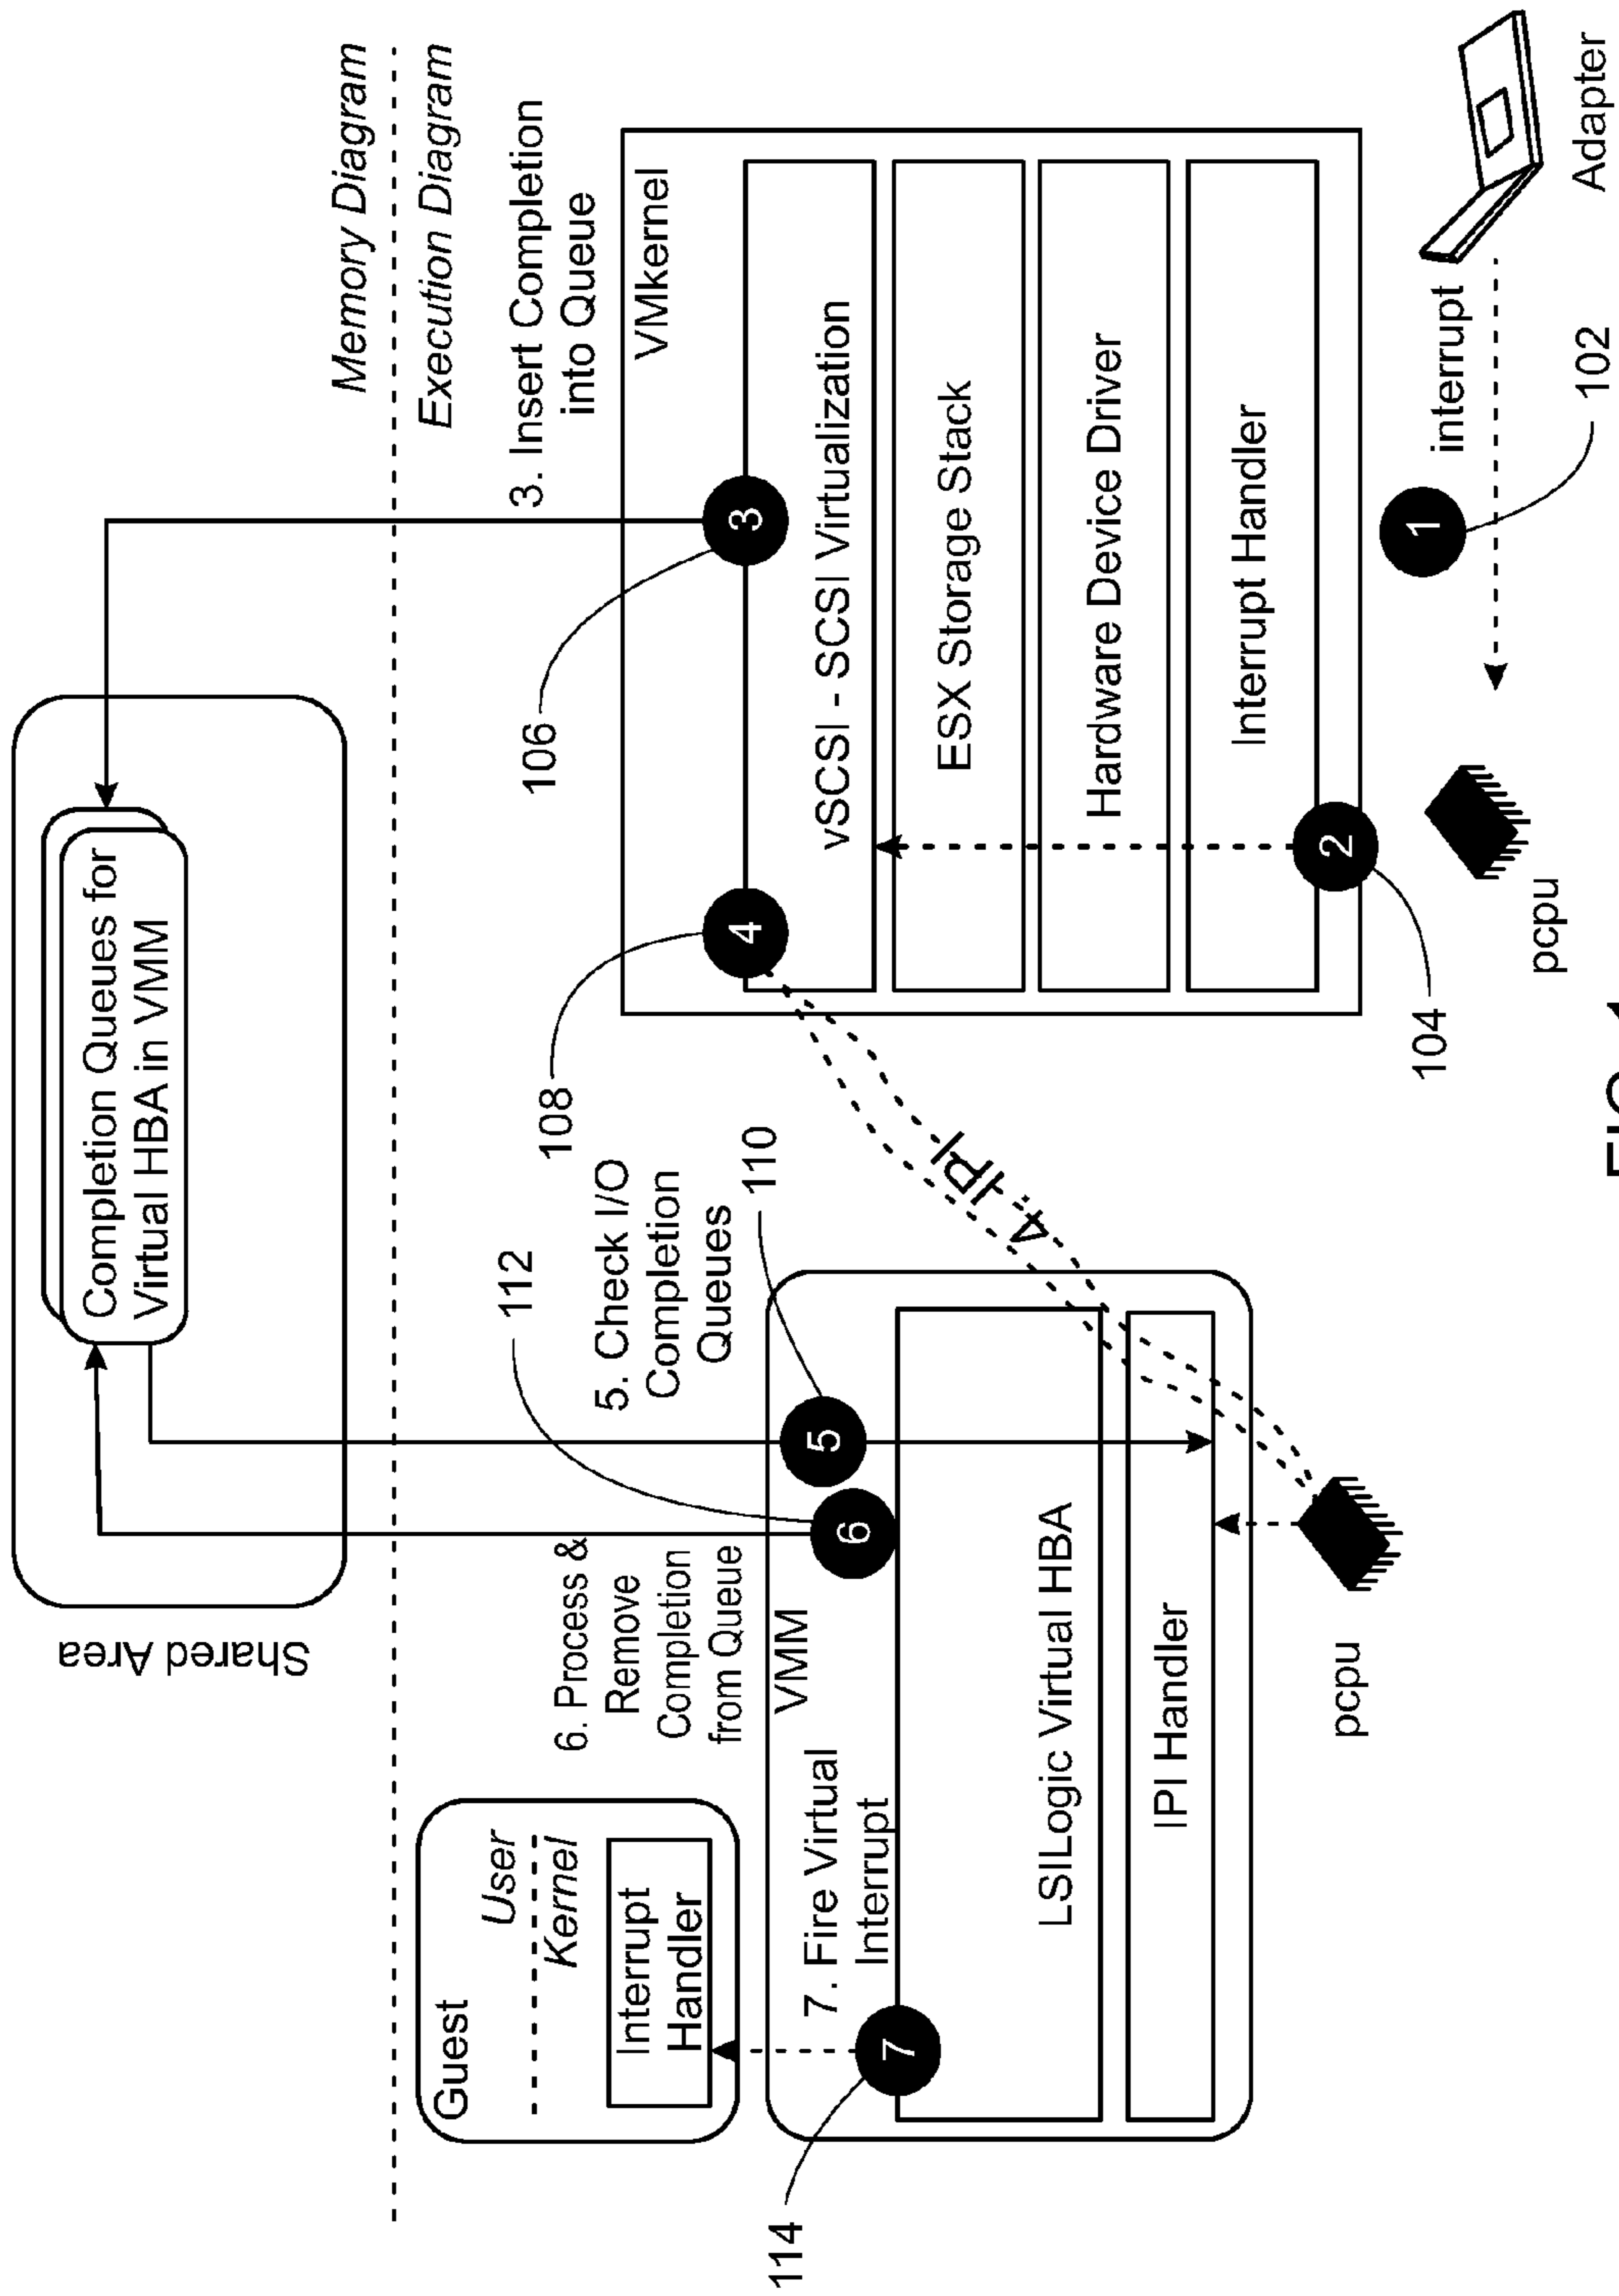 Shared Area
Completion Queues for
Virtual HBA in VMM
Memory Diagram
Execution Diagram
Guest
User
Kernel
Interrupt
Handler
114
7. Fire Virtual
Interrupt
7
6. Process &
Remove
Completion
from Queue
112
6
5. Check I/O
Completion
Queues
110
5
VMM
LSILogic Virtual HBA
IPI Handler
pcpu
4. IPI
108
4
106
3
3. Insert Completion
into Queue
VMkernel
vSCSI - SCSI Virtualization
ESX Storage Stack
Hardware Device Driver
Interrupt Handler
2
104
pcpu
1
102
interrupt
Adapter